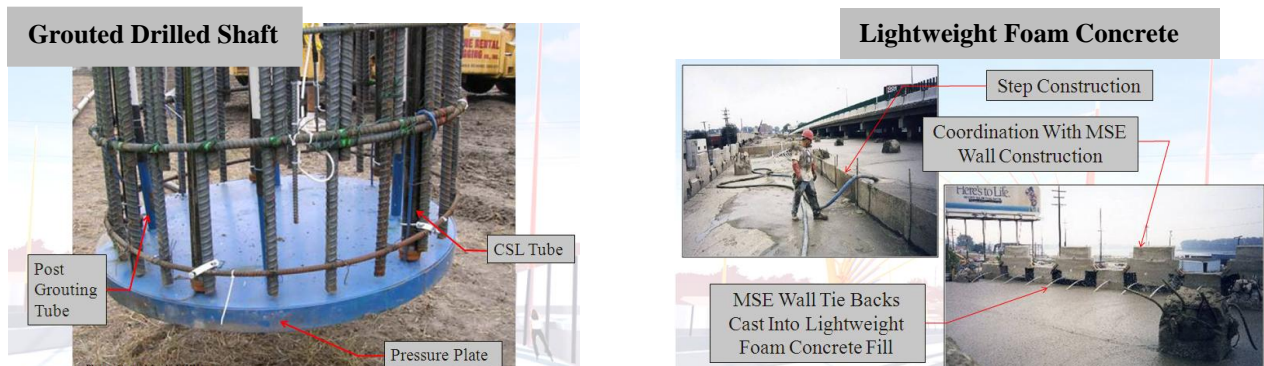 Grouted Drilled Shaft
Post
Grouting
Tube
CSL Tube
Pressure Plate
Lightweight Foam Concrete
Step Construction
Coordination With MSE
Wall Construction
Here's to Life
MSE Wall Tie Backs
Cast Into Lightweight
Foam Concrete Fill